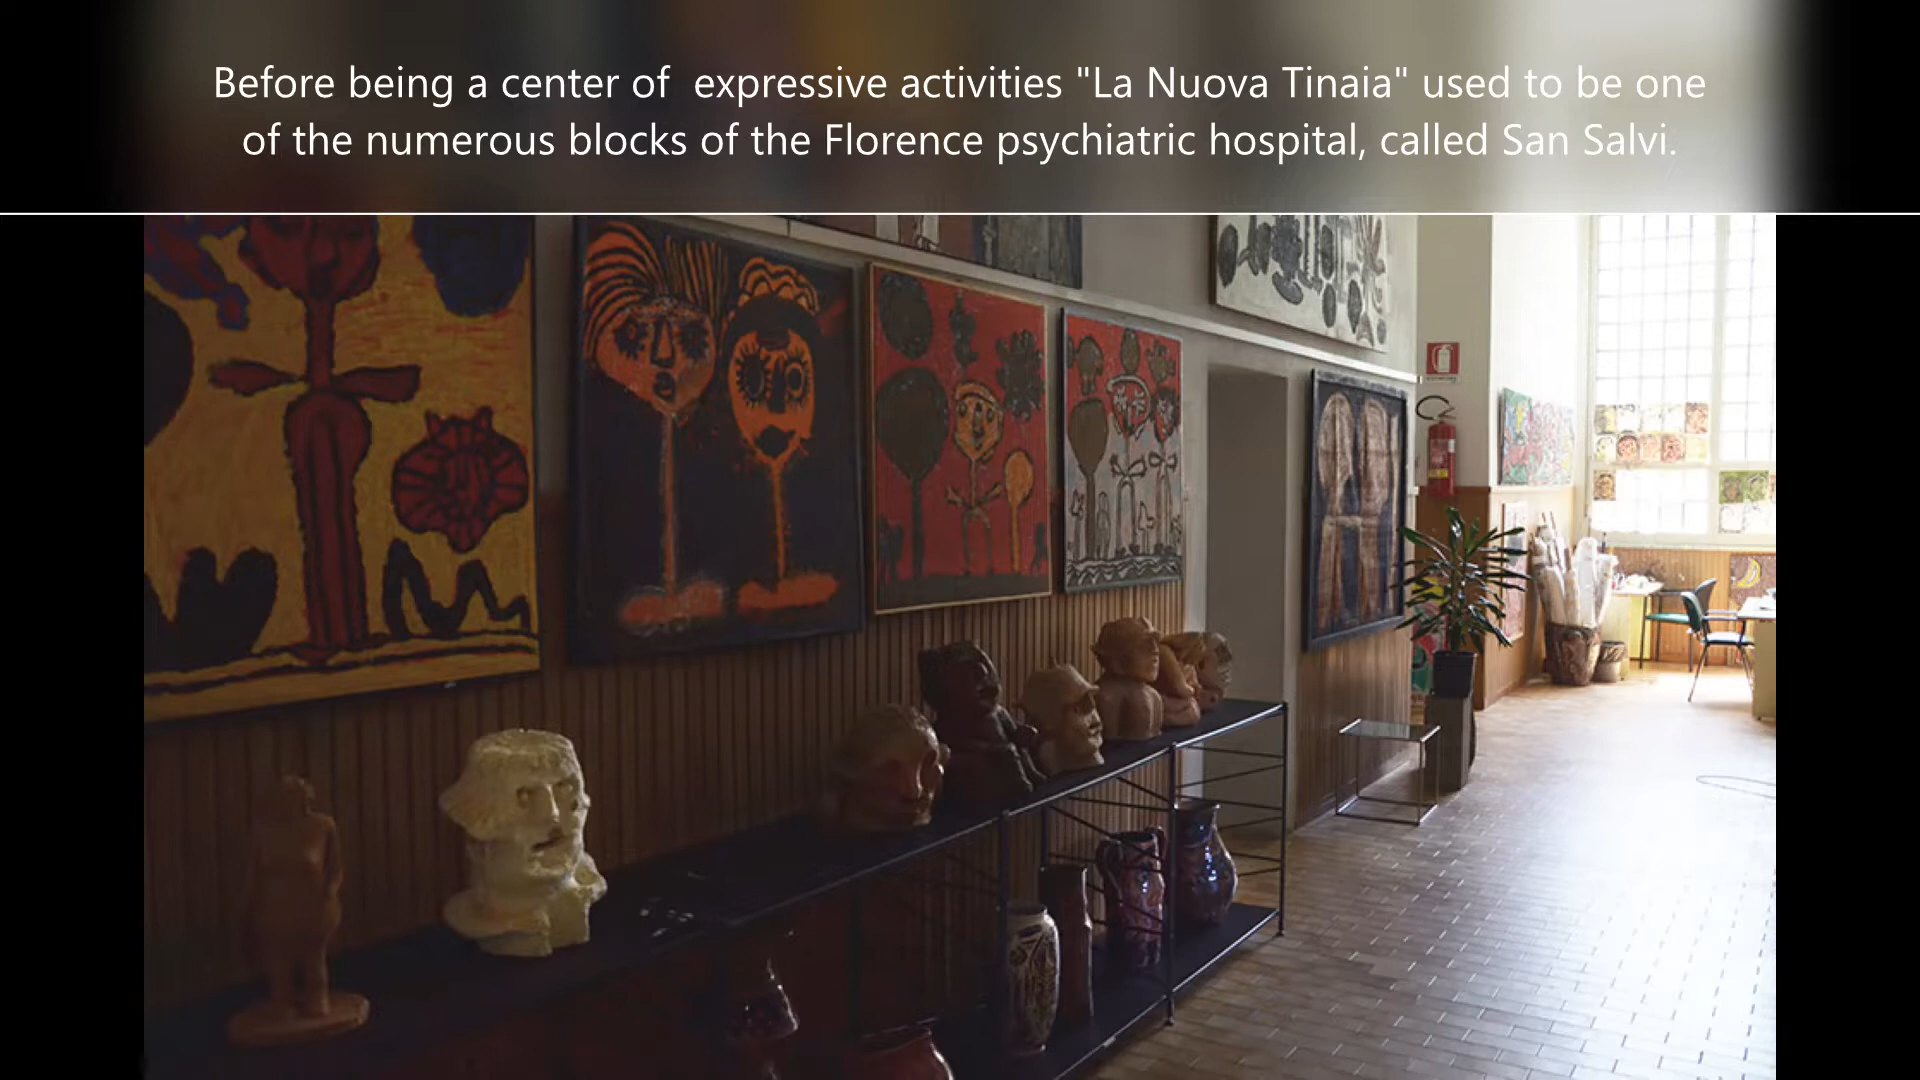 Before being a center of  expressive activities "La Nuova Tinaia" used to be one
of the numerous blocks of the Florence psychiatric hospital, called San Salvi.